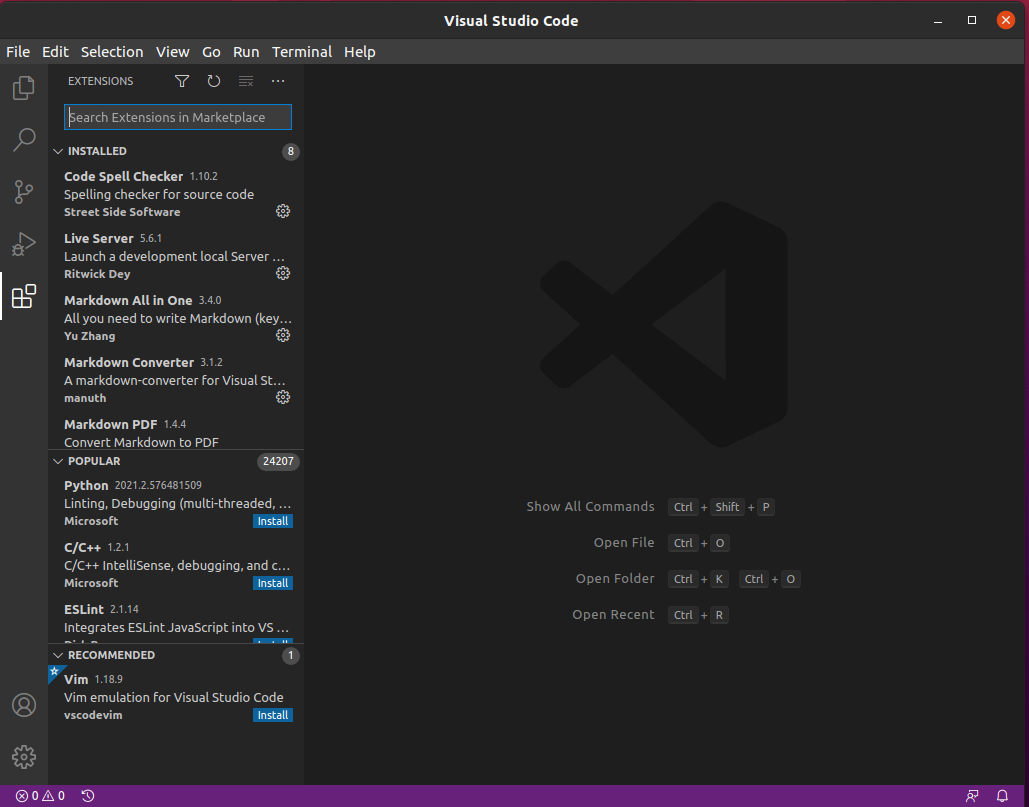 Visual Studio Code
File Edit Selection View Go Run Terminal Help
EXTENSIONS
Search Extensions in Marketplace
INSTALLED 8
Code Spell Checker 1.10.2
Spelling checker for source code
Street Side Software
Live Server 5.6.1
Launch a development local Server ...
Ritwick Dey
Markdown All in One 3.4.0
All you need to write Markdown (key...
Yu Zhang
Markdown Converter 3.1.2
A markdown-converter for Visual St...
manuth
Markdown PDF 1.4.4
Convert Markdown to PDF
POPULAR 24207
Python 2021.2.576481509
Linting, Debugging (multi-threaded, ...
Microsoft Install
C/C++ 1.2.1
C/C++ IntelliSense, debugging, and c...
Microsoft Install
ESLint 2.1.14
Integrates ESLint JavaScript into VS ...
RECOMMENDED 1
Vim 1.18.9
Vim emulation for Visual Studio Code
vscodevim Install
Show All Commands Ctrl + Shift + P
Open File Ctrl + O
Open Folder Ctrl + K Ctrl + O
Open Recent Ctrl + R
0 0